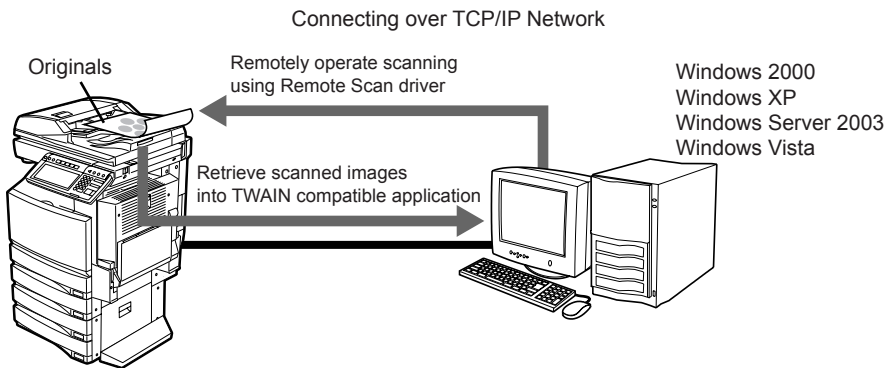 Connecting over TCP/IP Network
Originals
Remotely operate scanning
using Remote Scan driver
Windows 2000
Windows XP
Windows Server 2003
Windows Vista
Retrieve scanned images
into TWAIN compatible application